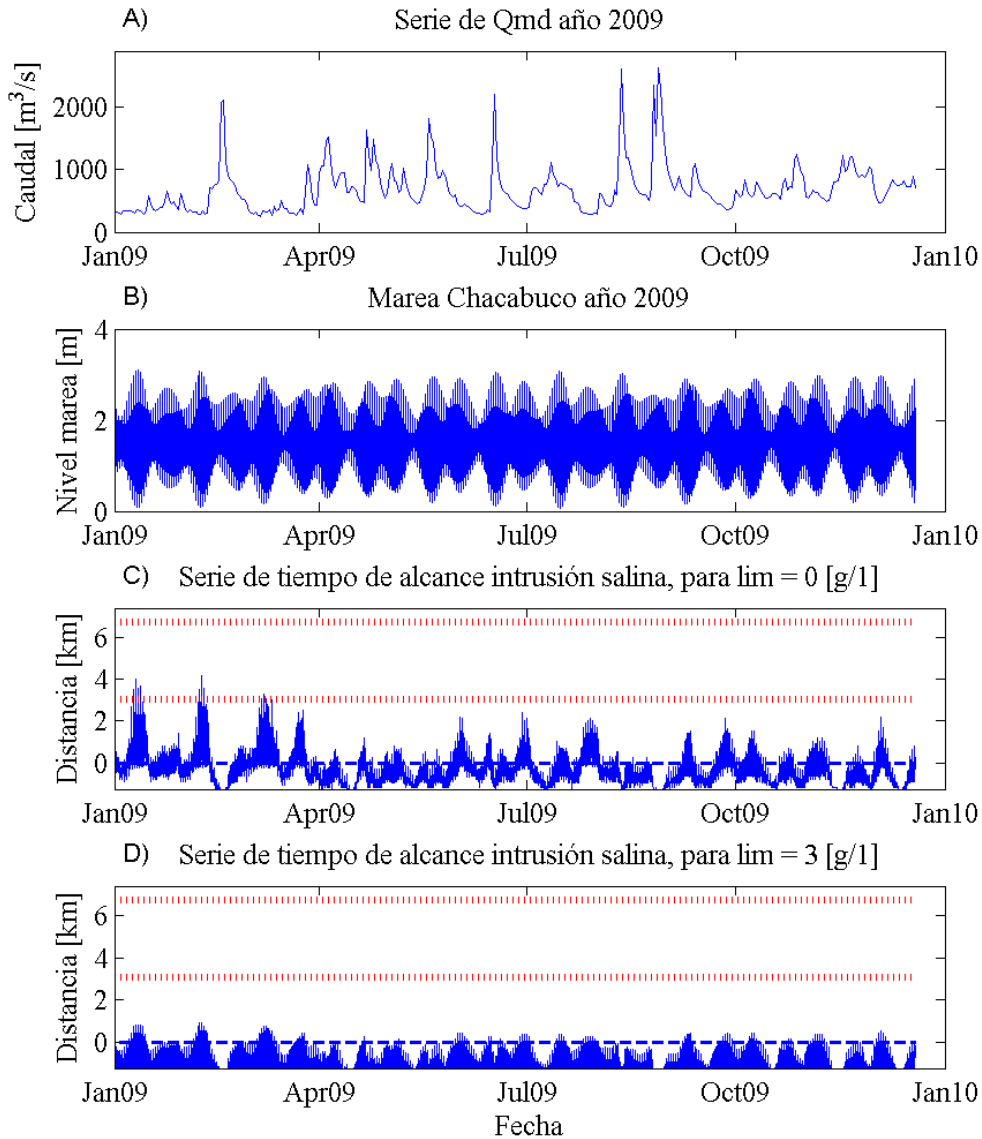 A) Serie de Qmd año 2009
Caudal [m³/s]
2000
1000
0
Jan09 Apr09 Jul09 Oct09 Jan10
B) Marea Chacabuco año 2009
Nivel marea [m]
4
2
0
Jan09 Apr09 Jul09 Oct09 Jan10
C) Serie de tiempo de alcance intrusión salina, para lim = 0 [g/l]
Distancia [km]
6
4
2
0
Jan09 Apr09 Jul09 Oct09 Jan10
D) Serie de tiempo de alcance intrusión salina, para lim = 3 [g/l]
Distancia [km]
6
4
2
0
Jan09 Apr09 Jul09 Oct09 Jan10
Fecha